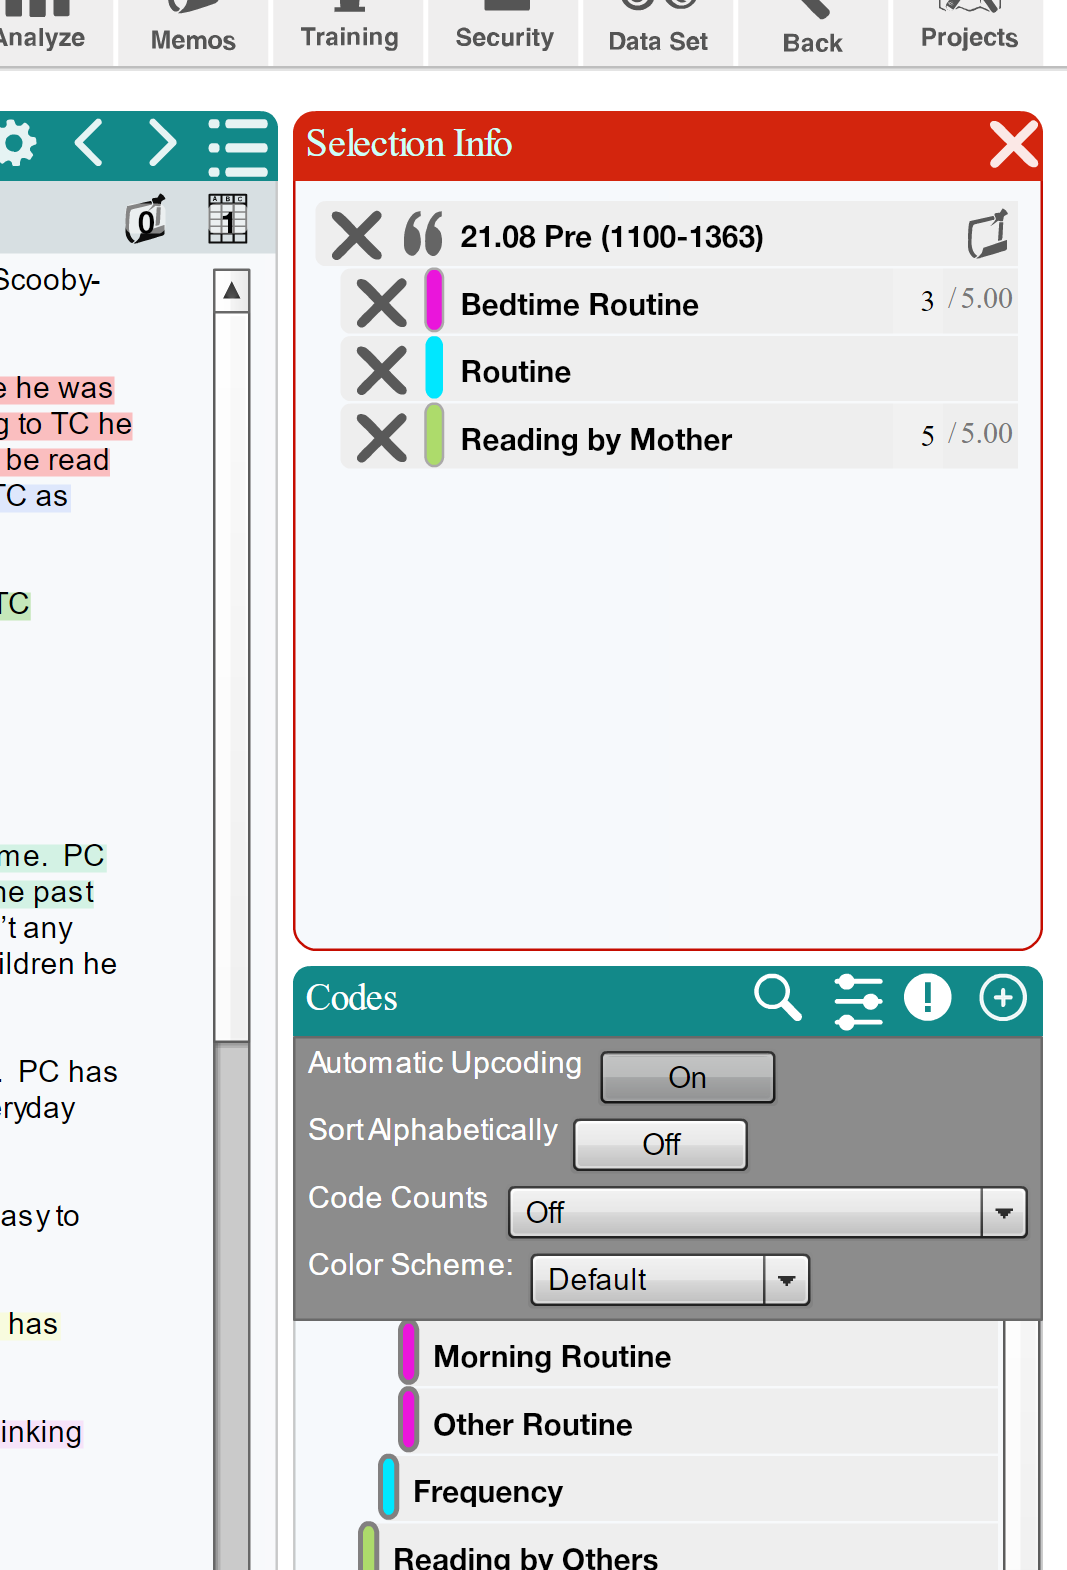 Analyze Memos Training Security Data Set Back Projects
Selection Info
0 A B C 1
21.08 Pre (1100-1363)
Scooby-
Bedtime Routine 3 / 5.00
Routine
e he was
g to TC he
Reading by Mother 5 / 5.00
be read
TC as
TC
me. PC
he past
't any
ildren he
Codes
. PC has
eryday
asy to
has
inking
Automatic Upcoding On
Sort Alphabetically Off
Code Counts Off
Color Scheme: Default
Morning Routine
Other Routine
Frequency
Reading by Others